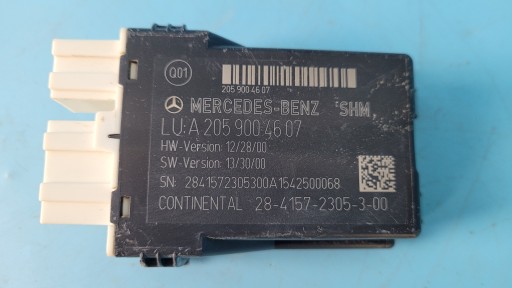 Q01
205 900 46 07
MERCEDES-BENZ SHM
LU: A 205 900 46 07
HW-Version: 12/28/00
SW-Version: 13/30/00
SN: 2841572305300A1542500068
CONTINENTAL 28-4157-2305-3-00